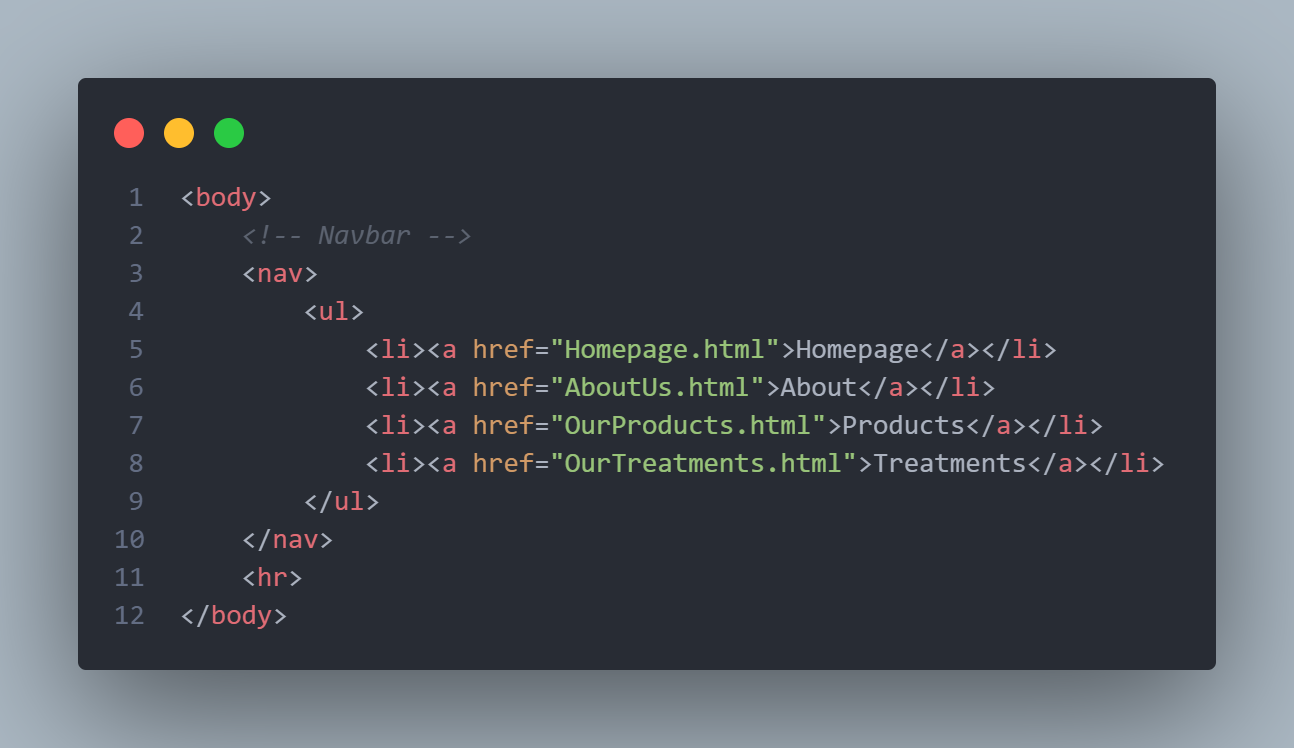 1 <body>
2     <!-- Navbar -->
3     <nav>
4         <ul>
5             <li><a href="Homepage.html">Homepage</a></li>
6             <li><a href="AboutUs.html">About</a></li>
7             <li><a href="OurProducts.html">Products</a></li>
8             <li><a href="OurTreatments.html">Treatments</a></li>
9         </ul>
10     </nav>
11     <hr>
12 </body>